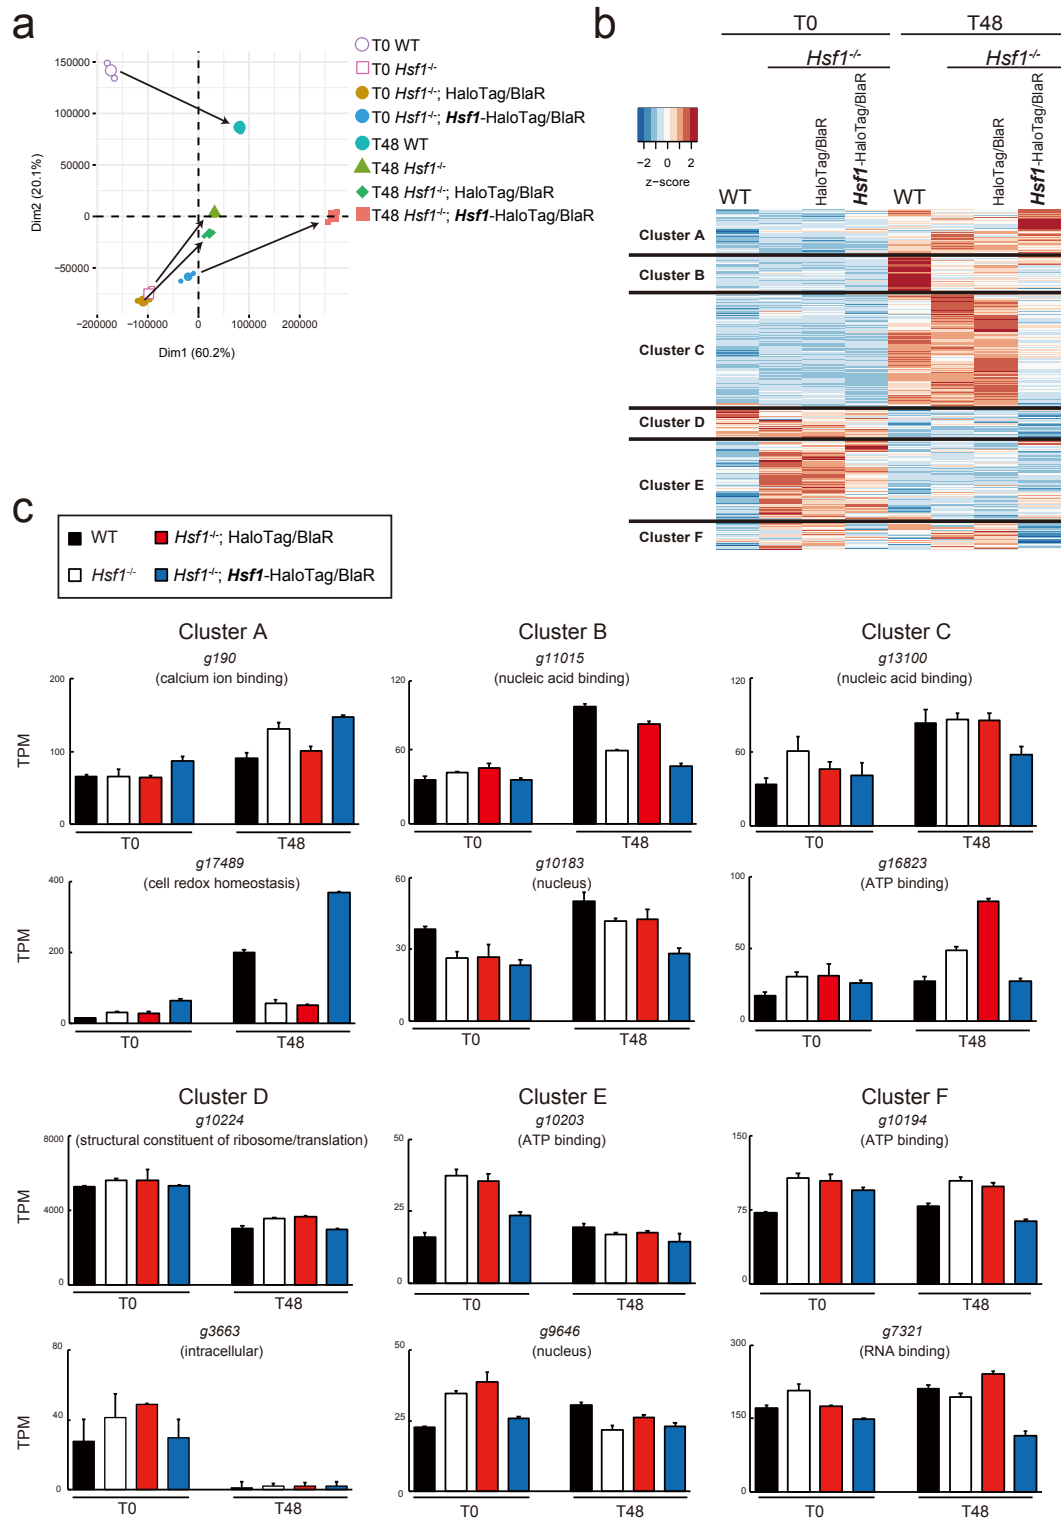 a
150000
100000
50000
0
−50000
−200000 −100000 0 100000 200000
Dim2 (20.1%)
Dim1 (60.2%)
T0 WT
T0 Hsf1-/-
T0 Hsf1-/-; HaloTag/BlaR
T0 Hsf1-/-; Hsf1-HaloTag/BlaR
T48 WT
T48 Hsf1-/-
T48 Hsf1-/-; HaloTag/BlaR
T48 Hsf1-/-; Hsf1-HaloTag/BlaR
b
T0 T48
Hsf1-/- Hsf1-/-
−2 0 2
z−score
WT HaloTag/BlaR Hsf1-HaloTag/BlaR WT HaloTag/BlaR Hsf1-HaloTag/BlaR
Cluster A
Cluster B
Cluster C
Cluster D
Cluster E
Cluster F
c
WT Hsf1-/-; HaloTag/BlaR
Hsf1-/- Hsf1-/-; Hsf1-HaloTag/BlaR
Cluster A
g190
(calcium ion binding)
200
100
0
TPM
T0 T48
g17489
(cell redox homeostasis)
400
200
0
TPM
T0 T48
Cluster B
g11015
(nucleic acid binding)
120
60
0
T0 T48
g10183
(nucleus)
60
30
0
T0 T48
Cluster C
g13100
(nucleic acid binding)
120
60
0
T0 T48
g16823
(ATP binding)
100
50
0
T0 T48
Cluster D
g10224
(structural constituent of ribosome/translation)
8000
4000
0
TPM
T0 T48
g3663
(intracellular)
80
40
0
TPM
T0 T48
Cluster E
g10203
(ATP binding)
50
25
0
T0 T48
g9646
(nucleus)
50
25
0
T0 T48
Cluster F
g10194
(ATP binding)
150
75
0
T0 T48
g7321
(RNA binding)
300
150
0
T0 T48